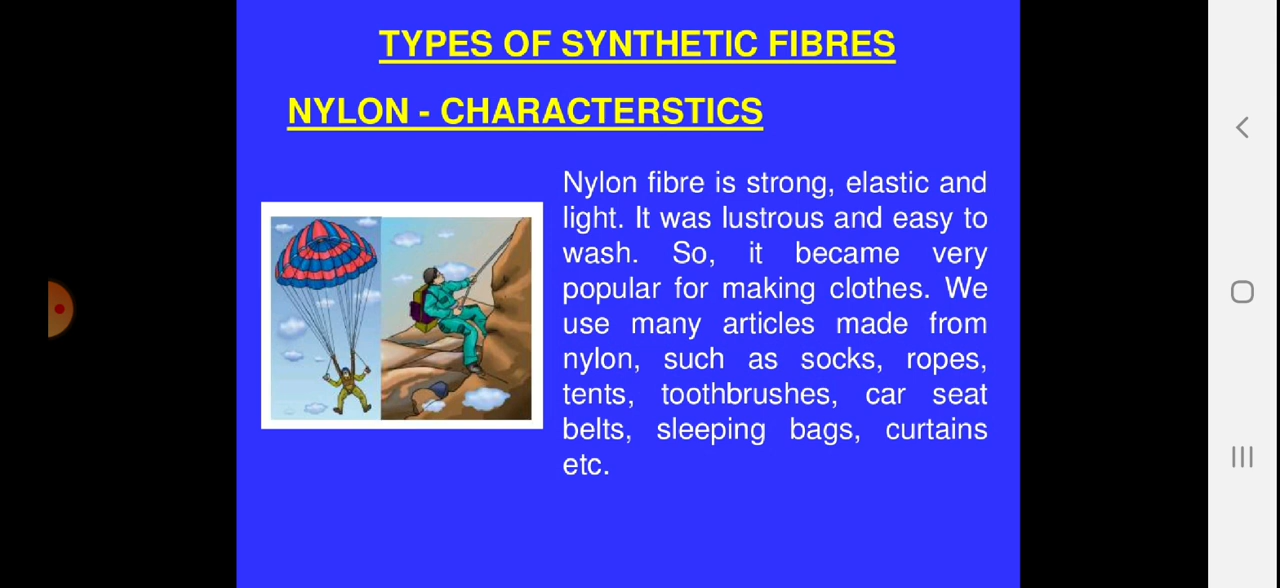 TYPES OF SYNTHETIC FIBRES
NYLON - CHARACTERSTICS
Nylon fibre is strong, elastic and
light. It was lustrous and easy to
wash. So, it became very
popular for making clothes. We
use many articles made from
nylon, such as socks, ropes,
tents, toothbrushes, car seat
belts, sleeping bags, curtains
etc.